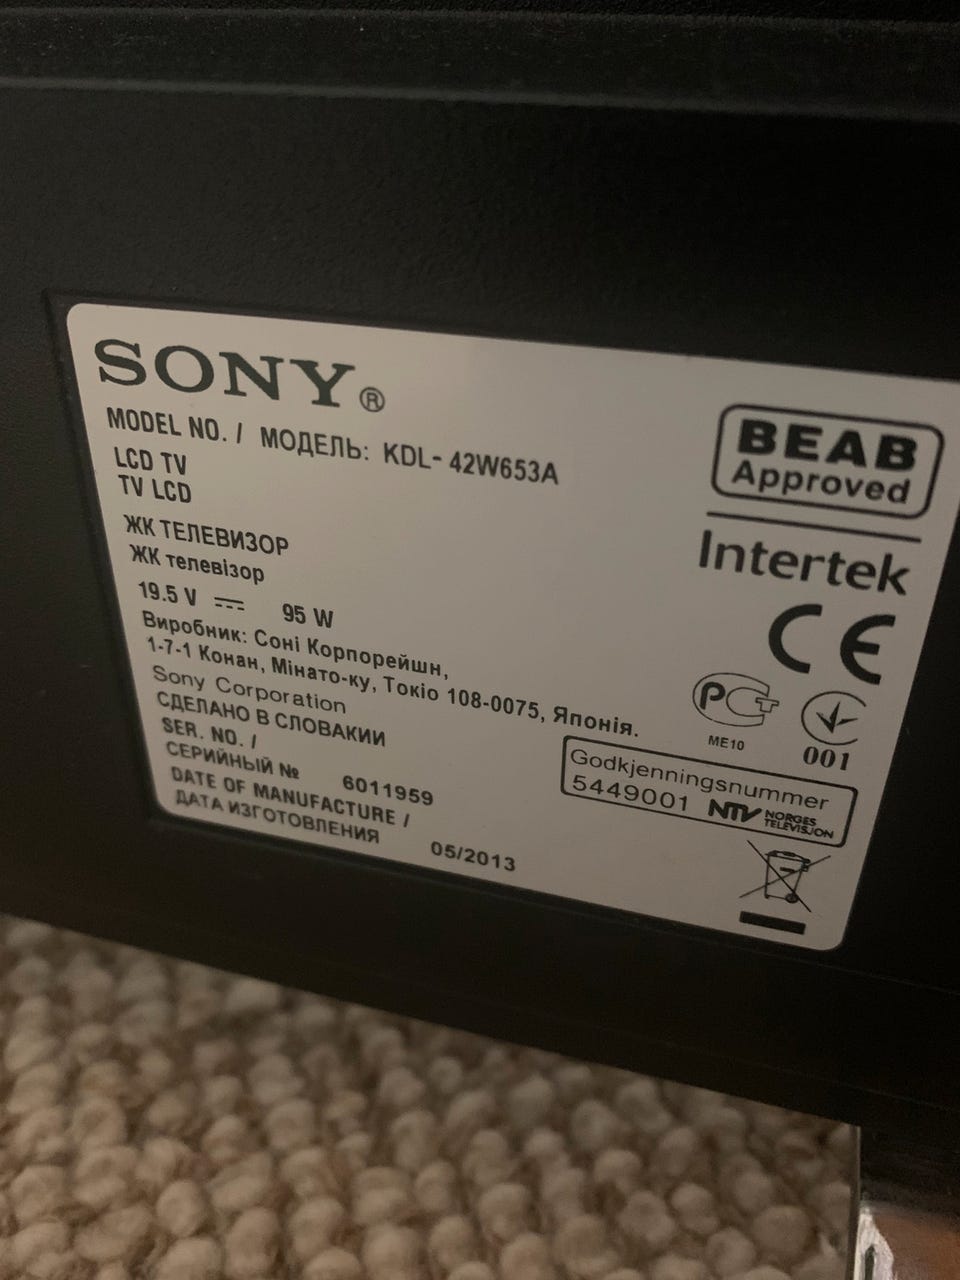 SONY®
MODEL NO. / МОДЕЛЬ: KDL- 42W653A
LCD TV
TV LCD
ЖК ТЕЛЕВИЗОР
ЖК телевізор
19.5 V 95 W
Виробник: Соні Корпорейшн,
1-7-1 Конан, Мінато-ку, Токіо 108-0075, Японія.
Sony Corporation
СДЕЛАНО В СЛОВАКИИ
SER. NO. /
СЕРИЙНЫЙ № 6011959
DATE OF MANUFACTURE /
ДАТА ИЗГОТОВЛЕНИЯ 05/2013
BEAB
Approved
Intertek
CE
РСТ
ME10
001
Godkjenningsnummer
5449001 NTV NORGES
TELEVISJON